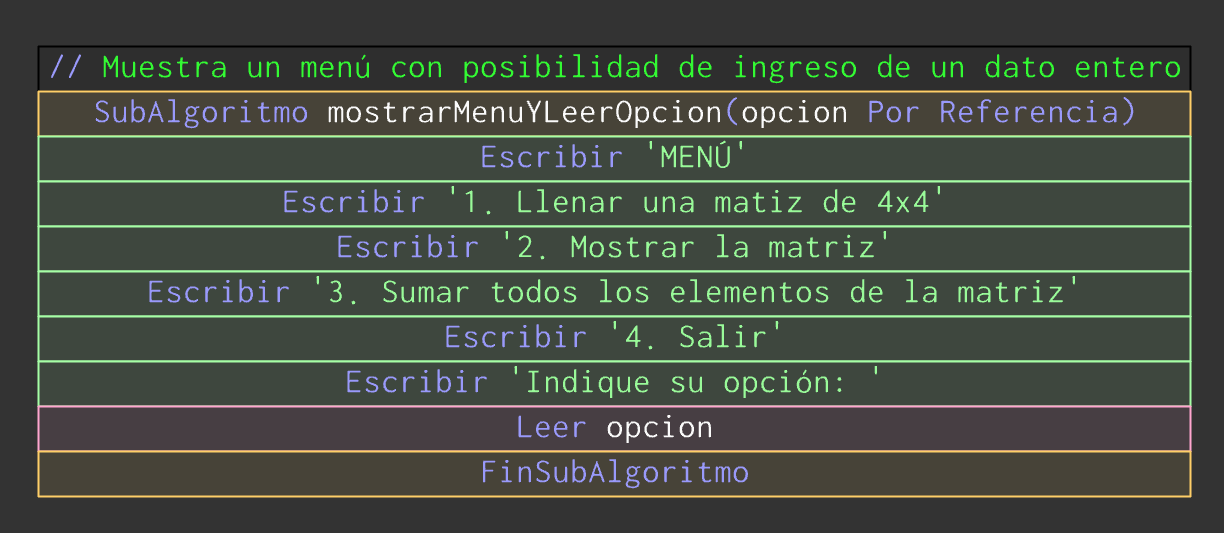 // Muestra un menú con posibilidad de ingreso de un dato entero
SubAlgoritmo mostrarMenuYLeerOpcion(opcion Por Referencia)
Escribir 'MENÚ'
Escribir '1. Llenar una matiz de 4x4'
Escribir '2. Mostrar la matriz'
Escribir '3. Sumar todos los elementos de la matriz'
Escribir '4. Salir'
Escribir 'Indique su opción: '
Leer opcion
FinSubAlgoritmo